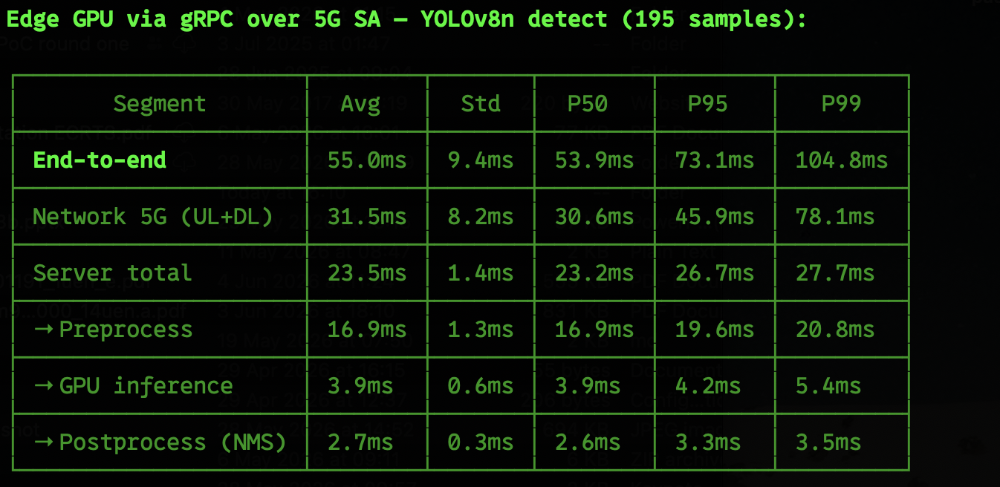 Edge GPU via gRPC over 5G SA — YOLOv8n detect (195 samples):
Segment Avg Std P50 P95 P99
End-to-end 55.0ms 9.4ms 53.9ms 73.1ms 104.8ms
Network 5G (UL+DL) 31.5ms 8.2ms 30.6ms 45.9ms 78.1ms
Server total 23.5ms 1.4ms 23.2ms 26.7ms 27.7ms
→ Preprocess 16.9ms 1.3ms 16.9ms 19.6ms 20.8ms
→ GPU inference 3.9ms 0.6ms 3.9ms 4.2ms 5.4ms
→ Postprocess (NMS) 2.7ms 0.3ms 2.6ms 3.3ms 3.5ms